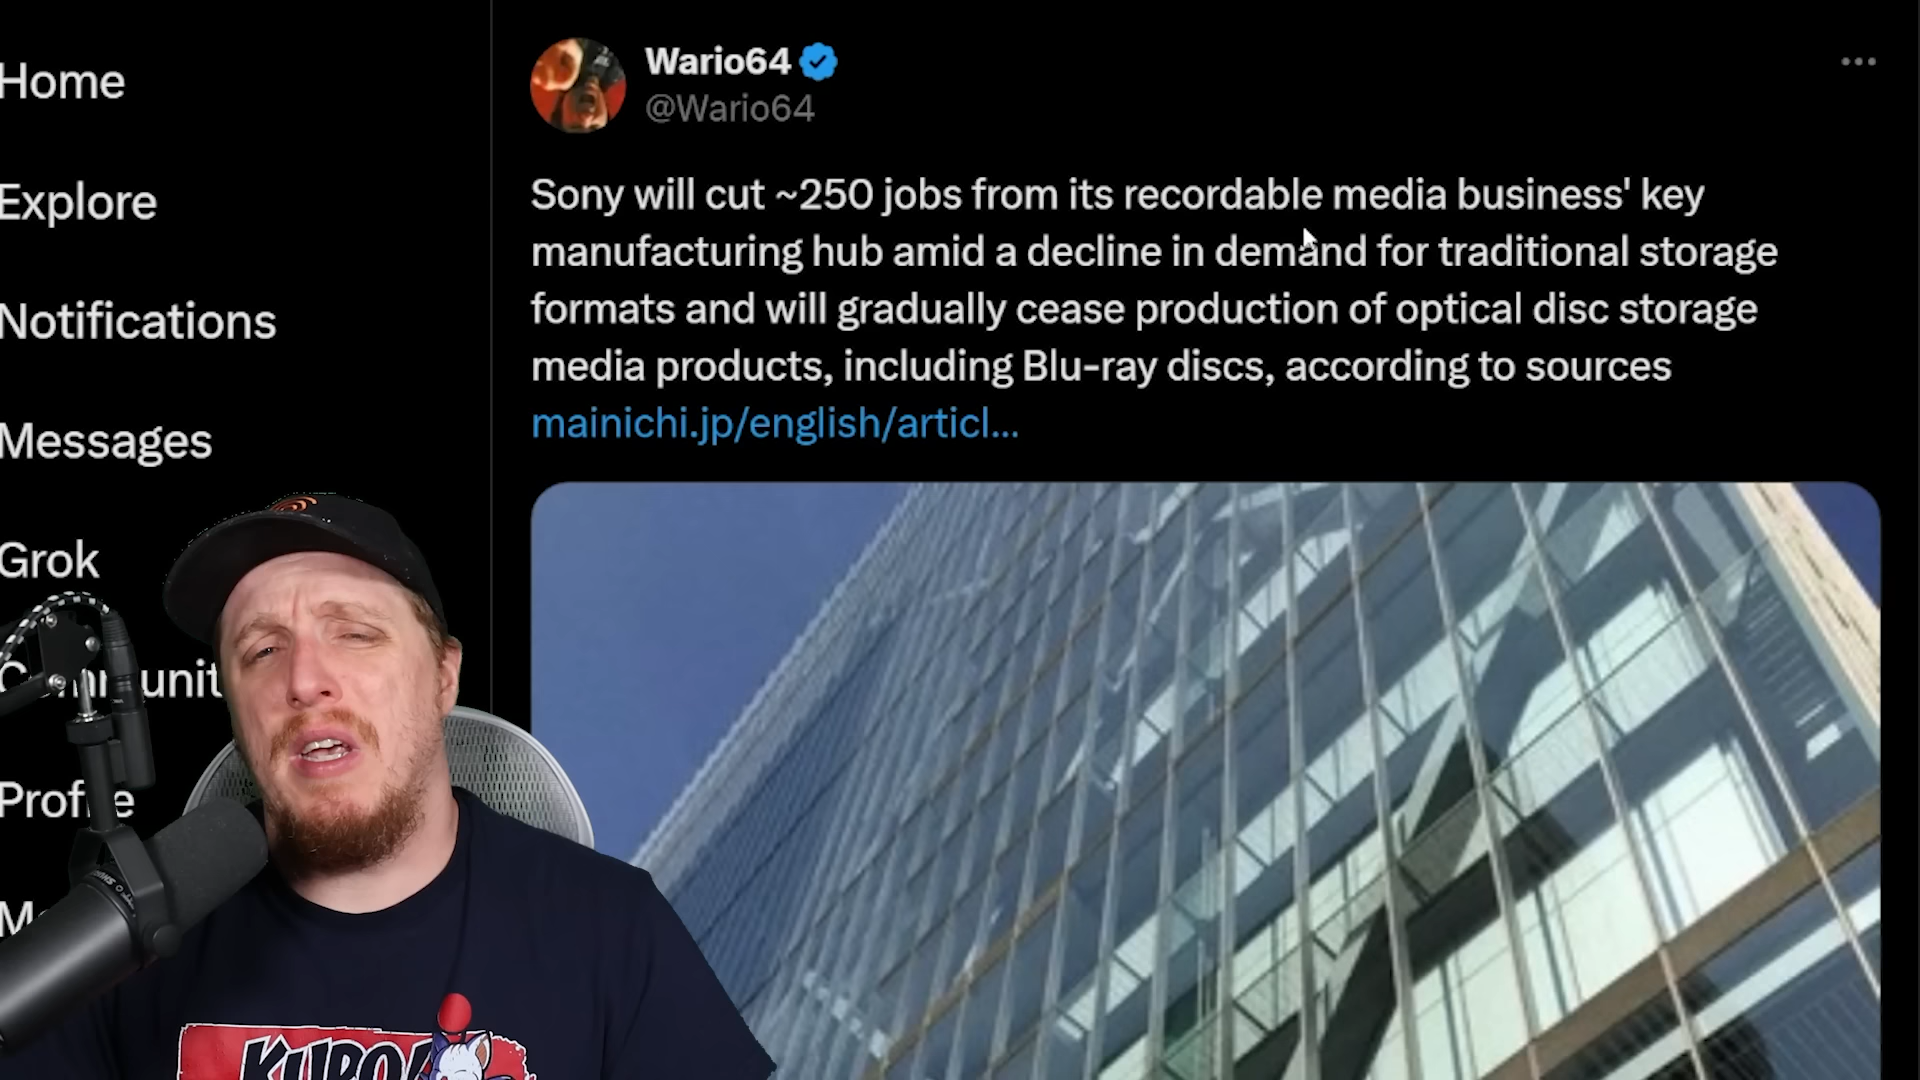 Home
Explore
Notifications
Messages
Grok
Profile
Wario64
@Wario64
Sony will cut ~250 jobs from its recordable media business' key
manufacturing hub amid a decline in demand for traditional storage
formats and will gradually cease production of optical disc storage
media products, including Blu-ray discs, according to sources
mainichi.jp/english/articl...